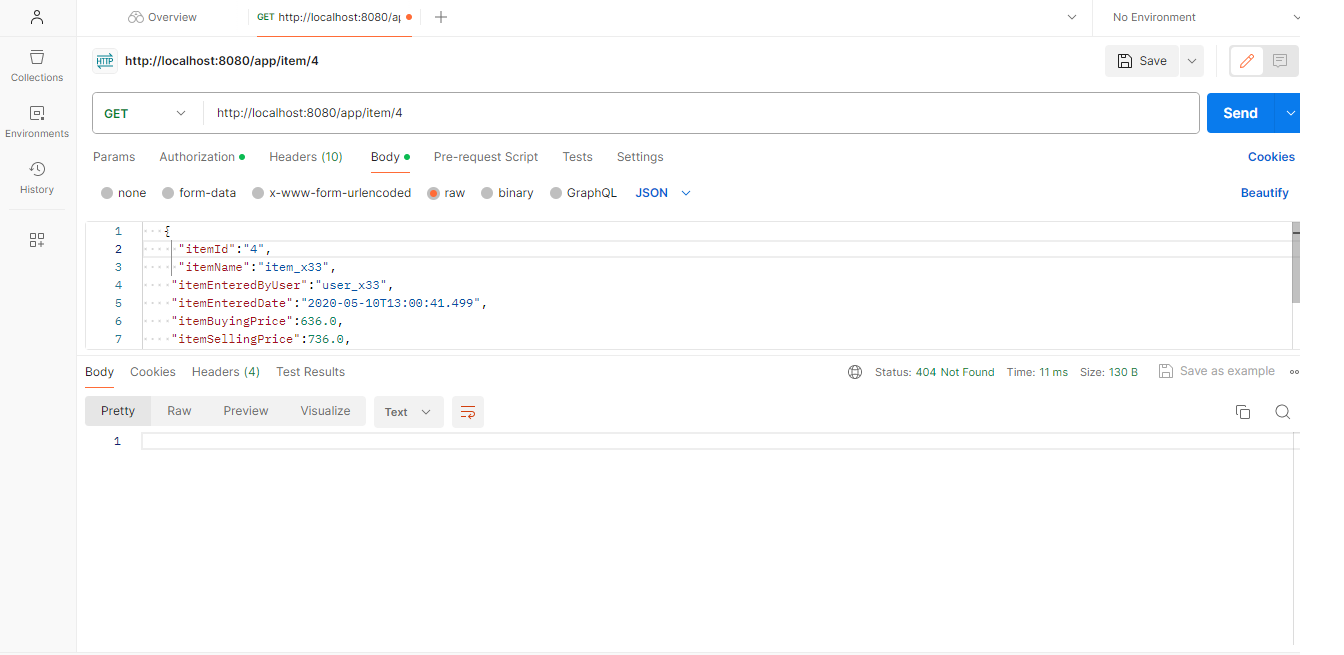 Overview
GET http://localhost:8080/a
No Environment
Collections
Environments
History
HTTP http://localhost:8080/app/item/4
Save
GET http://localhost:8080/app/item/4
Send
Params Authorization Headers (10) Body Pre-request Script Tests Settings
Cookies
none form-data x-www-form-urlencoded raw binary GraphQL JSON
Beautify
1 {
2 "itemId":"4",
3 "itemName":"item_x33",
4 "itemEnteredByUser":"user_x33",
5 "itemEnteredDate":"2020-05-10T13:00:41.499",
6 "itemBuyingPrice":636.0,
7 "itemSellingPrice":736.0,
Body Cookies Headers (4) Test Results
Status: 404 Not Found Time: 11 ms Size: 130 B
Save as example
Pretty Raw Preview Visualize Text
1